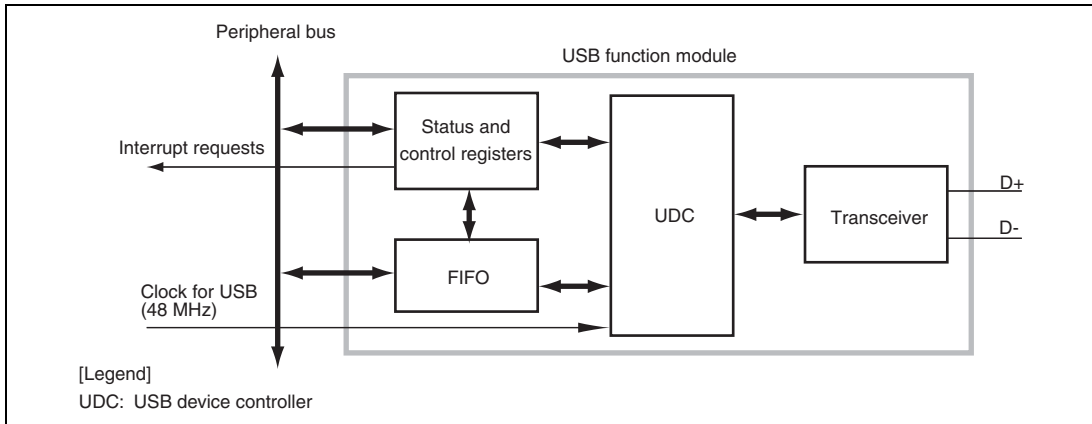 Peripheral bus
USB function module
Status and
control registers
Interrupt requests
UDC
Transceiver
D+
D-
FIFO
Clock for USB
(48 MHz)
[Legend]
UDC: USB device controller